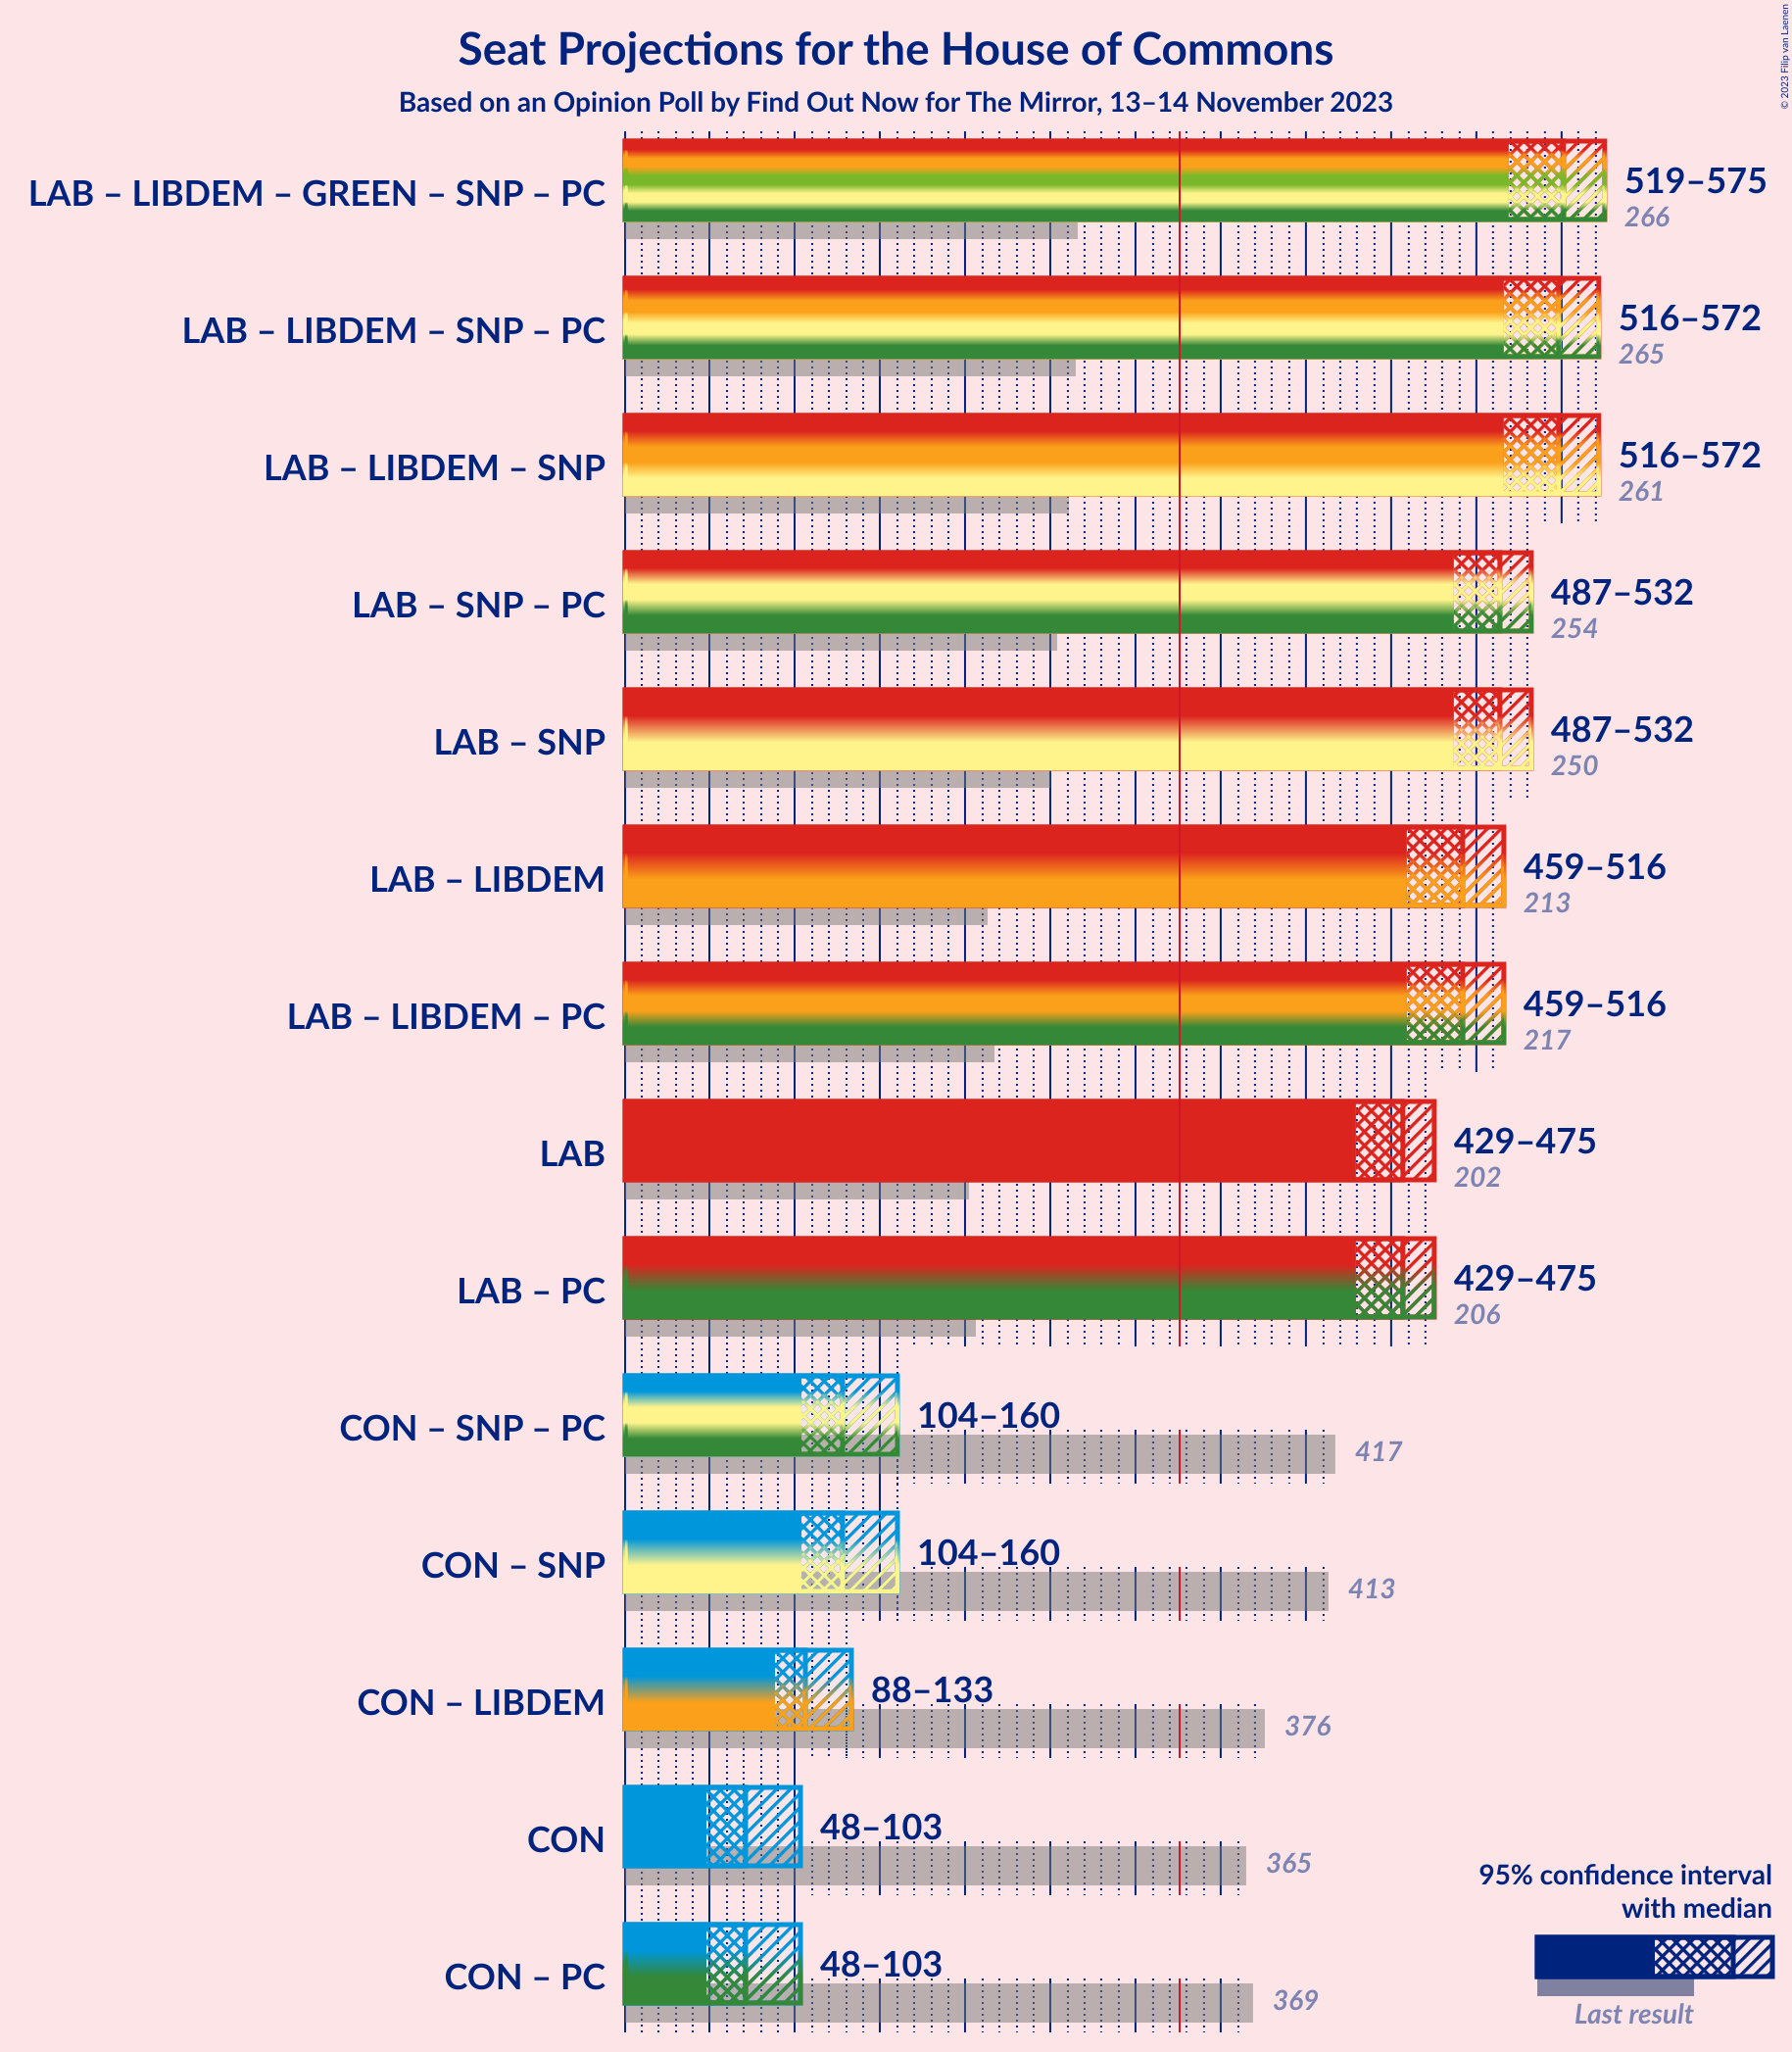 © 2023 Filip van Laenen
Seat Projections for the House of Commons
Based on an Opinion Poll by Find Out Now for The Mirror, 13–14 November 2023
LAB – LIBDEM – GREEN – SNP – PC
519–575
266
LAB – LIBDEM – SNP – PC
516–572
265
LAB – LIBDEM – SNP
516–572
261
LAB – SNP – PC
487–532
254
LAB – SNP
487–532
250
LAB – LIBDEM
459–516
213
LAB – LIBDEM – PC
459–516
217
LAB
429–475
202
LAB – PC
429–475
206
CON – SNP – PC
104–160
417
CON – SNP
104–160
413
CON – LIBDEM
88–133
376
CON
48–103
365
CON – PC
48–103
369
95% confidence interval
with median
Last result